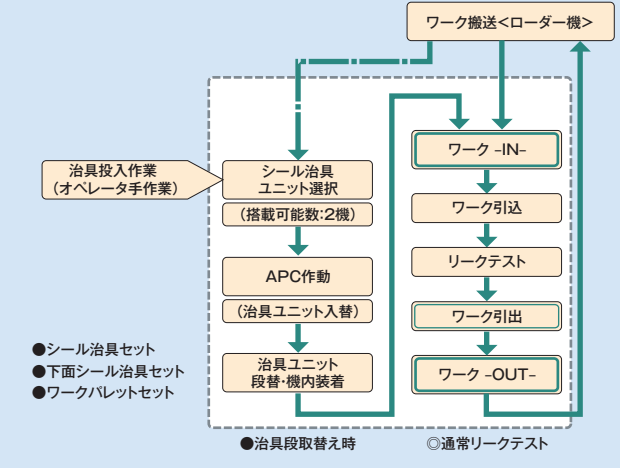 ワーク搬送<ローダー機>
治具投入作業
（オペレータ手作業）
シール治具
ユニット選択
（搭載可能数:2機）
APC作動
（治具ユニット入替）
治具ユニット
段替・機内装着
ワーク -IN-
ワーク引込
リークテスト
ワーク引出
ワーク -OUT-
●シール治具セット
●下面シール治具セット
●ワークパレットセット
●治具段取替え時
◎通常リークテスト